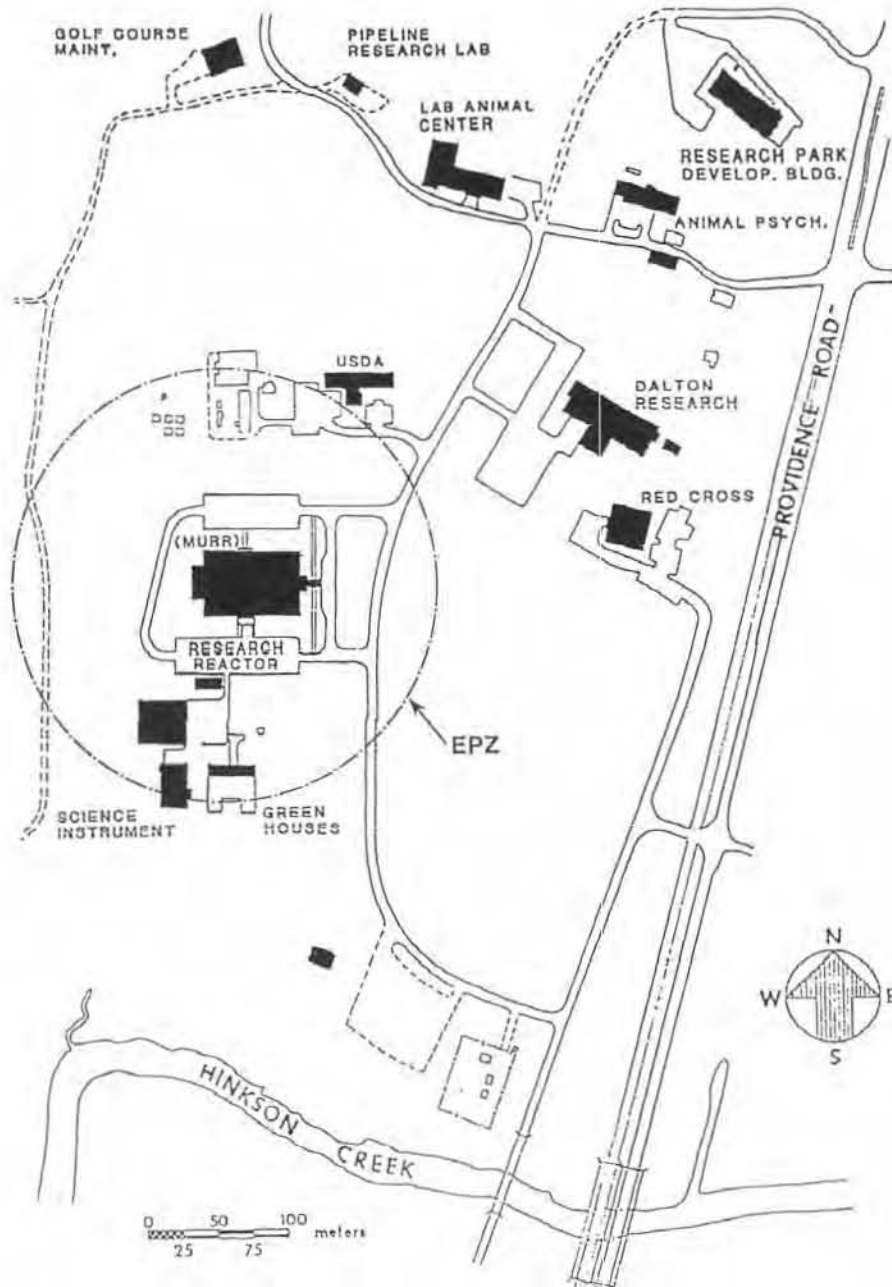 GOLF COURSE
MAINT.
PIPELINE
RESEARCH LAB
LAB ANIMAL
CENTER
RESEARCH PARK
DEVELOP. BLDG.
ANIMAL PSYCH.
USDA
DALTON
RESEARCH
PROVIDENCE ROAD
RED CROSS
(MURR)
RESEARCH
REACTOR
EPZ
SCIENCE
INSTRUMENT
GREEN
HOUSES
N
W E
S
HINKSON
CREEK
0 50 100 meters
25 75